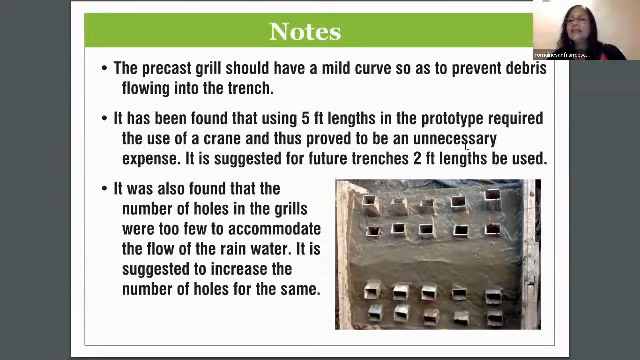 Notes
romainesenfrancose...
• The precast grill should have a mild curve so as to prevent debris
flowing into the trench.
• It has been found that using 5 ft lengths in the prototype required
the use of a crane and thus proved to be an unnecessary
expense. It is suggested for future trenches 2 ft lengths be used.
• It was also found that the
number of holes in the grills
were too few to accommodate
the flow of the rain water. It is
suggested to increase the
number of holes for the same.